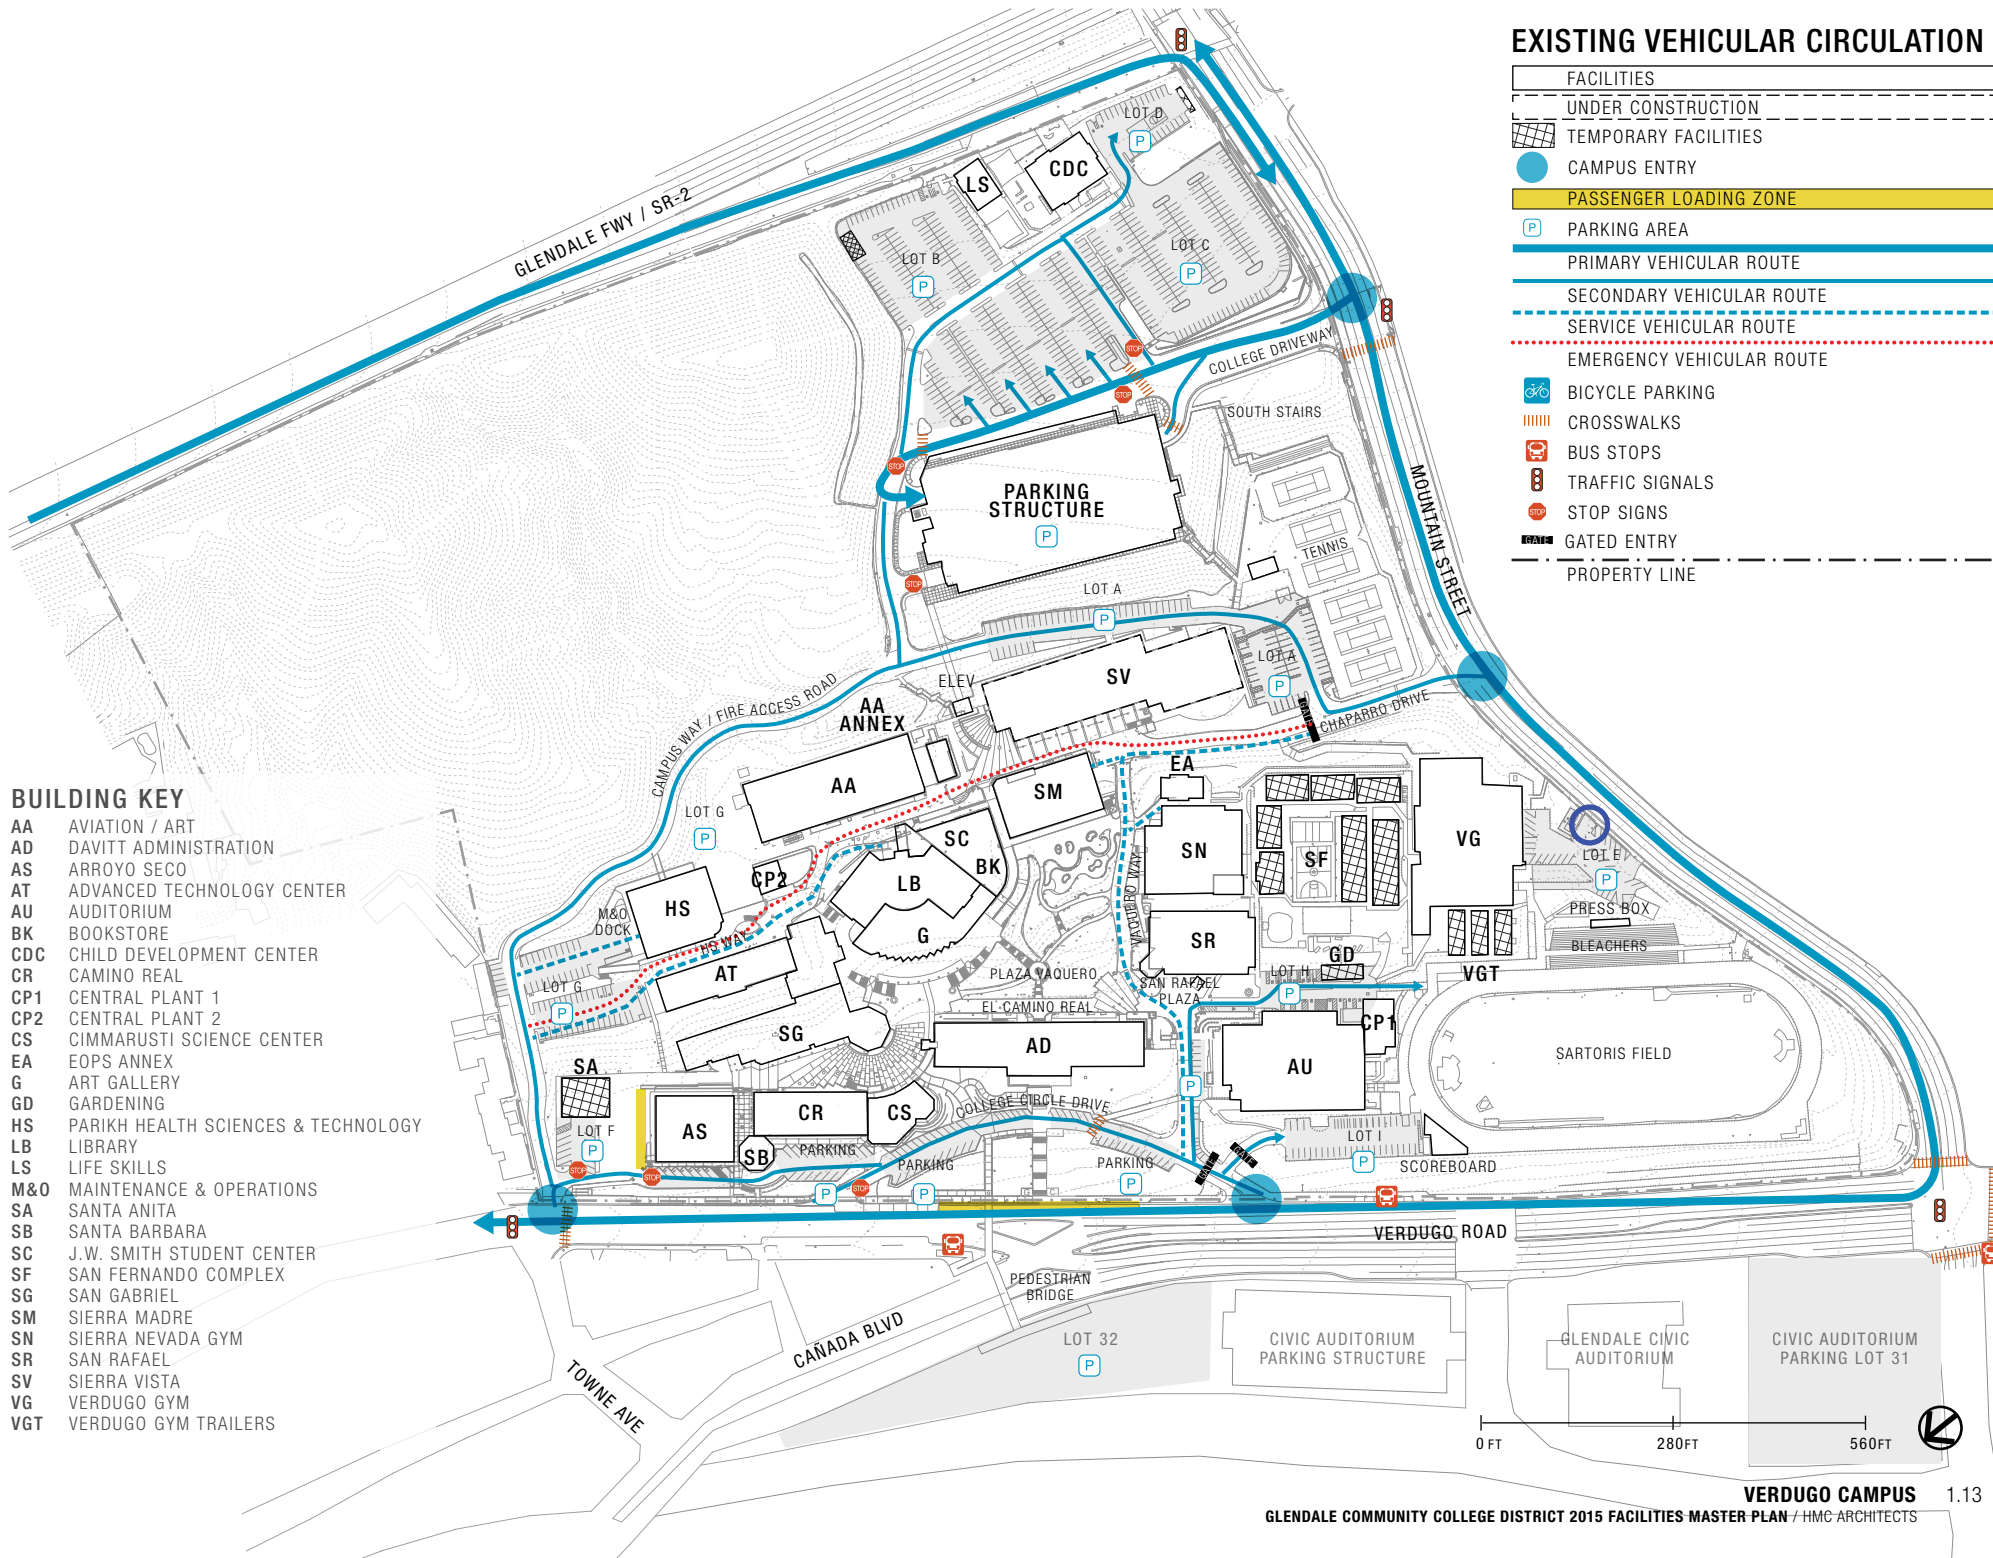 EXISTING VEHICULAR CIRCULATION
FACILITIES
UNDER CONSTRUCTION
TEMPORARY FACILITIES
CAMPUS ENTRY
PASSENGER LOADING ZONE
P PARKING AREA
PRIMARY VEHICULAR ROUTE
SECONDARY VEHICULAR ROUTE
SERVICE VEHICULAR ROUTE
EMERGENCY VEHICULAR ROUTE
BICYCLE PARKING
CROSSWALKS
BUS STOPS
TRAFFIC SIGNALS
STOP STOP SIGNS
GATE GATED ENTRY
PROPERTY LINE
GLENDALE FWY / SR-2
LOT D
P
CDC
LS
LOT B
P
LOT C
P
STOP
COLLEGE DRIVEWAY
STOP
SOUTH STAIRS
STOP
PARKING
STRUCTURE
P
MOUNTAIN STREET
TENNIS
STOP
LOT A
P
LOT A
P
SV
ELEV
GATE
CHAPARRO DRIVE
CAMPUS WAY / FIRE ACCESS ROAD
AA
ANNEX
AA
EA
SM
LOT G
P
SC
BK
LB
CP2
G
HS
M&O
DOCK
AT
LOT G
P
SG
VAQUERO WAY
SN
SF
VG
LOT E
P
PRESS BOX
BLEACHERS
SR
GD
LOT H
P
VGT
PLAZA VAQUERO
SAN RAFAEL
PLAZA
EL CAMINO REAL
AD
CP1
AU
P
SARTORIS FIELD
SA
LOT F
P
AS
SB
CR
CS
COLLEGE CIRCLE DRIVE
PARKING
PARKING
PARKING
P
P
P
STOP
STOP
STOP
GATE
GATE
LOT I
P
SCOREBOARD
VERDUGO ROAD
PEDESTRIAN
BRIDGE
CAÑADA BLVD
TOWNE AVE
LOT 32
P
CIVIC AUDITORIUM
PARKING STRUCTURE
GLENDALE CIVIC
AUDITORIUM
CIVIC AUDITORIUM
PARKING LOT 31
BUILDING KEY
AA AVIATION / ART
AD DAVITT ADMINISTRATION
AS ARROYO SECO
AT ADVANCED TECHNOLOGY CENTER
AU AUDITORIUM
BK BOOKSTORE
CDC CHILD DEVELOPMENT CENTER
CR CAMINO REAL
CP1 CENTRAL PLANT 1
CP2 CENTRAL PLANT 2
CS CIMMARUSTI SCIENCE CENTER
EA EOPS ANNEX
G ART GALLERY
GD GARDENING
HS PARIKH HEALTH SCIENCES & TECHNOLOGY
LB LIBRARY
LS LIFE SKILLS
M&O MAINTENANCE & OPERATIONS
SA SANTA ANITA
SB SANTA BARBARA
SC J.W. SMITH STUDENT CENTER
SF SAN FERNANDO COMPLEX
SG SAN GABRIEL
SM SIERRA MADRE
SN SIERRA NEVADA GYM
SR SAN RAFAEL
SV SIERRA VISTA
VG VERDUGO GYM
VGT VERDUGO GYM TRAILERS
0 FT 280FT 560FT
VERDUGO CAMPUS 1.13
GLENDALE COMMUNITY COLLEGE DISTRICT 2015 FACILITIES MASTER PLAN / HMC ARCHITECTS